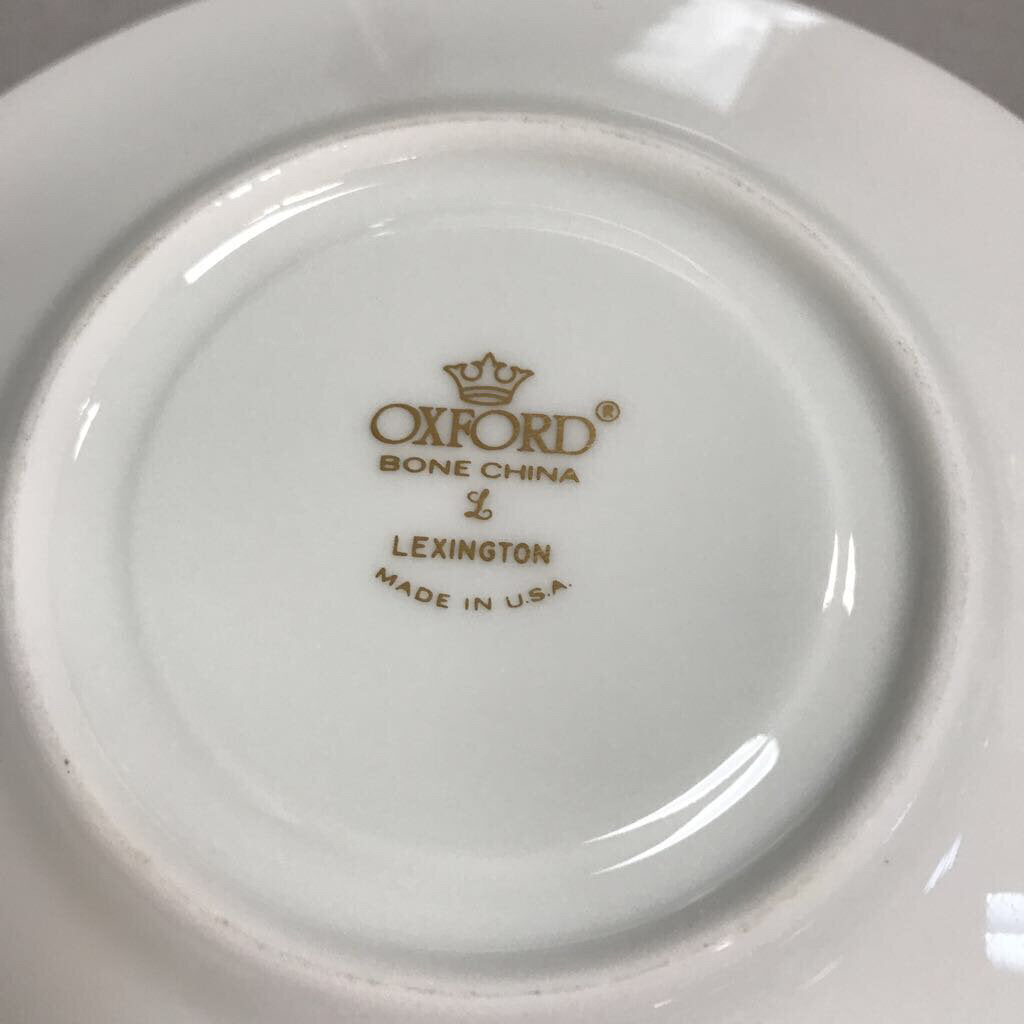 OXFORD®
BONE CHINA
L
LEXINGTON
MADE IN U.S.A.